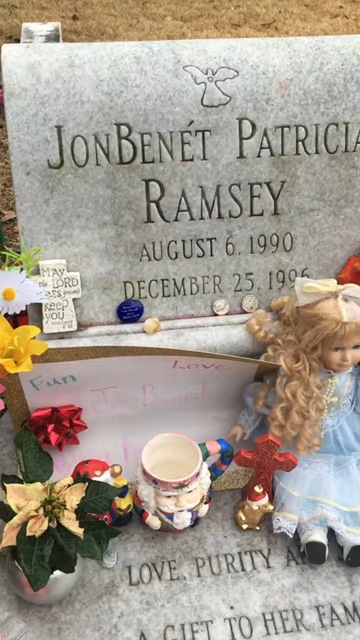 JonBenét Patricia
Ramsey
August 6, 1990
December 25, 1996
MAY
the LORD
BLESS you and
KEEP
YOU
Fun
Love
Love, Purity
A Gift to Her Fam